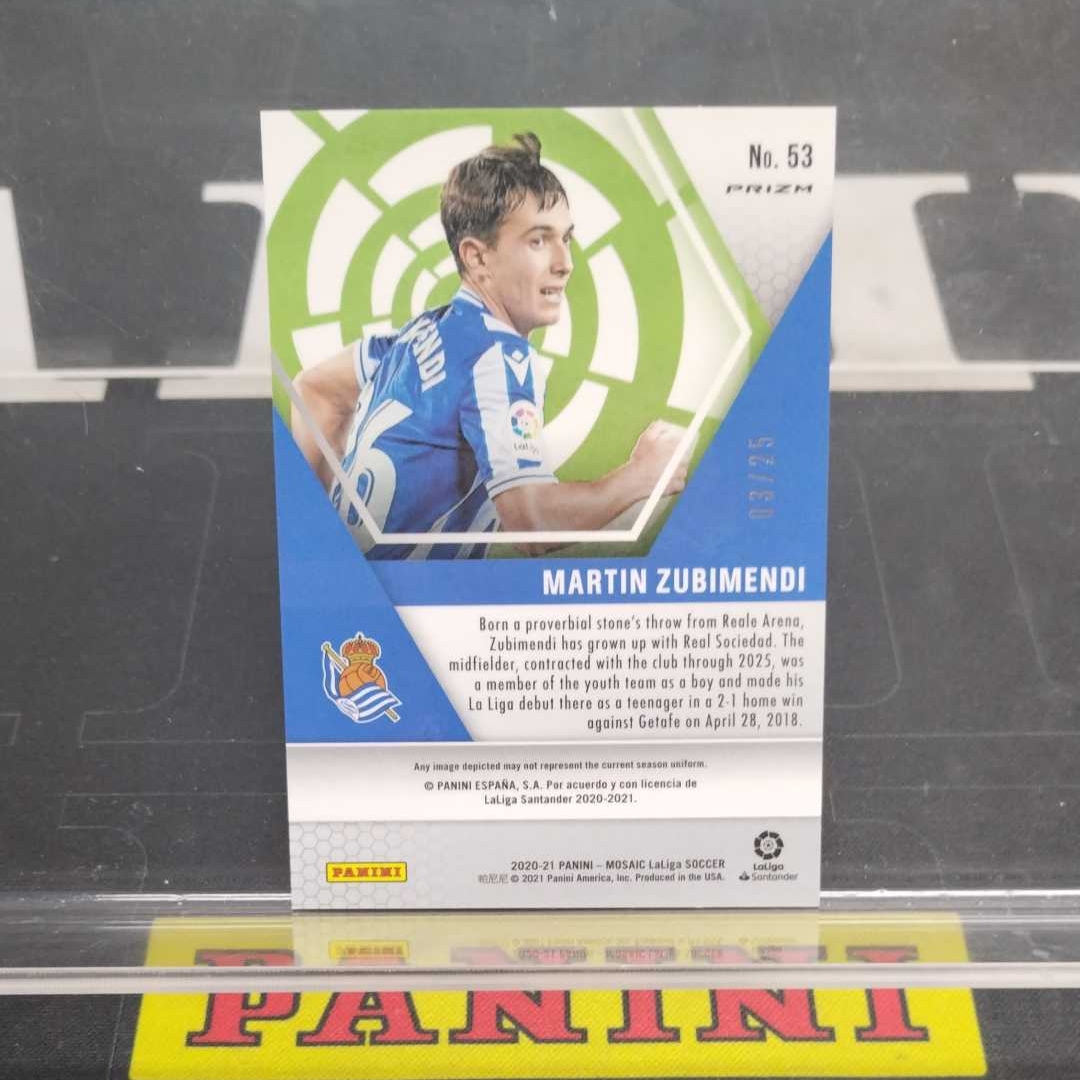 No. 53
PRIZM
ENDI
LaLiga
03/25
MARTIN ZUBIMENDI
Born a proverbial stone's throw from Reale Arena,
Zubimendi has grown up with Real Sociedad. The
midfielder, contracted with the club through 2025, was
a member of the youth team as a boy and made his
La Liga debut there as a teenager in a 2-1 home win
against Getafe on April 28, 2018.
Any image depicted may not represent the current season uniform.
© PANINI ESPAÑA, S.A. Por acuerdo y con licencia de
LaLiga Santander 2020-2021.
PANINI
2020-21 PANINI – MOSAIC LaLiga SOCCER
帕尼尼 © 2021 Panini America, Inc. Produced in the USA.
LaLiga
Santander
PANINI